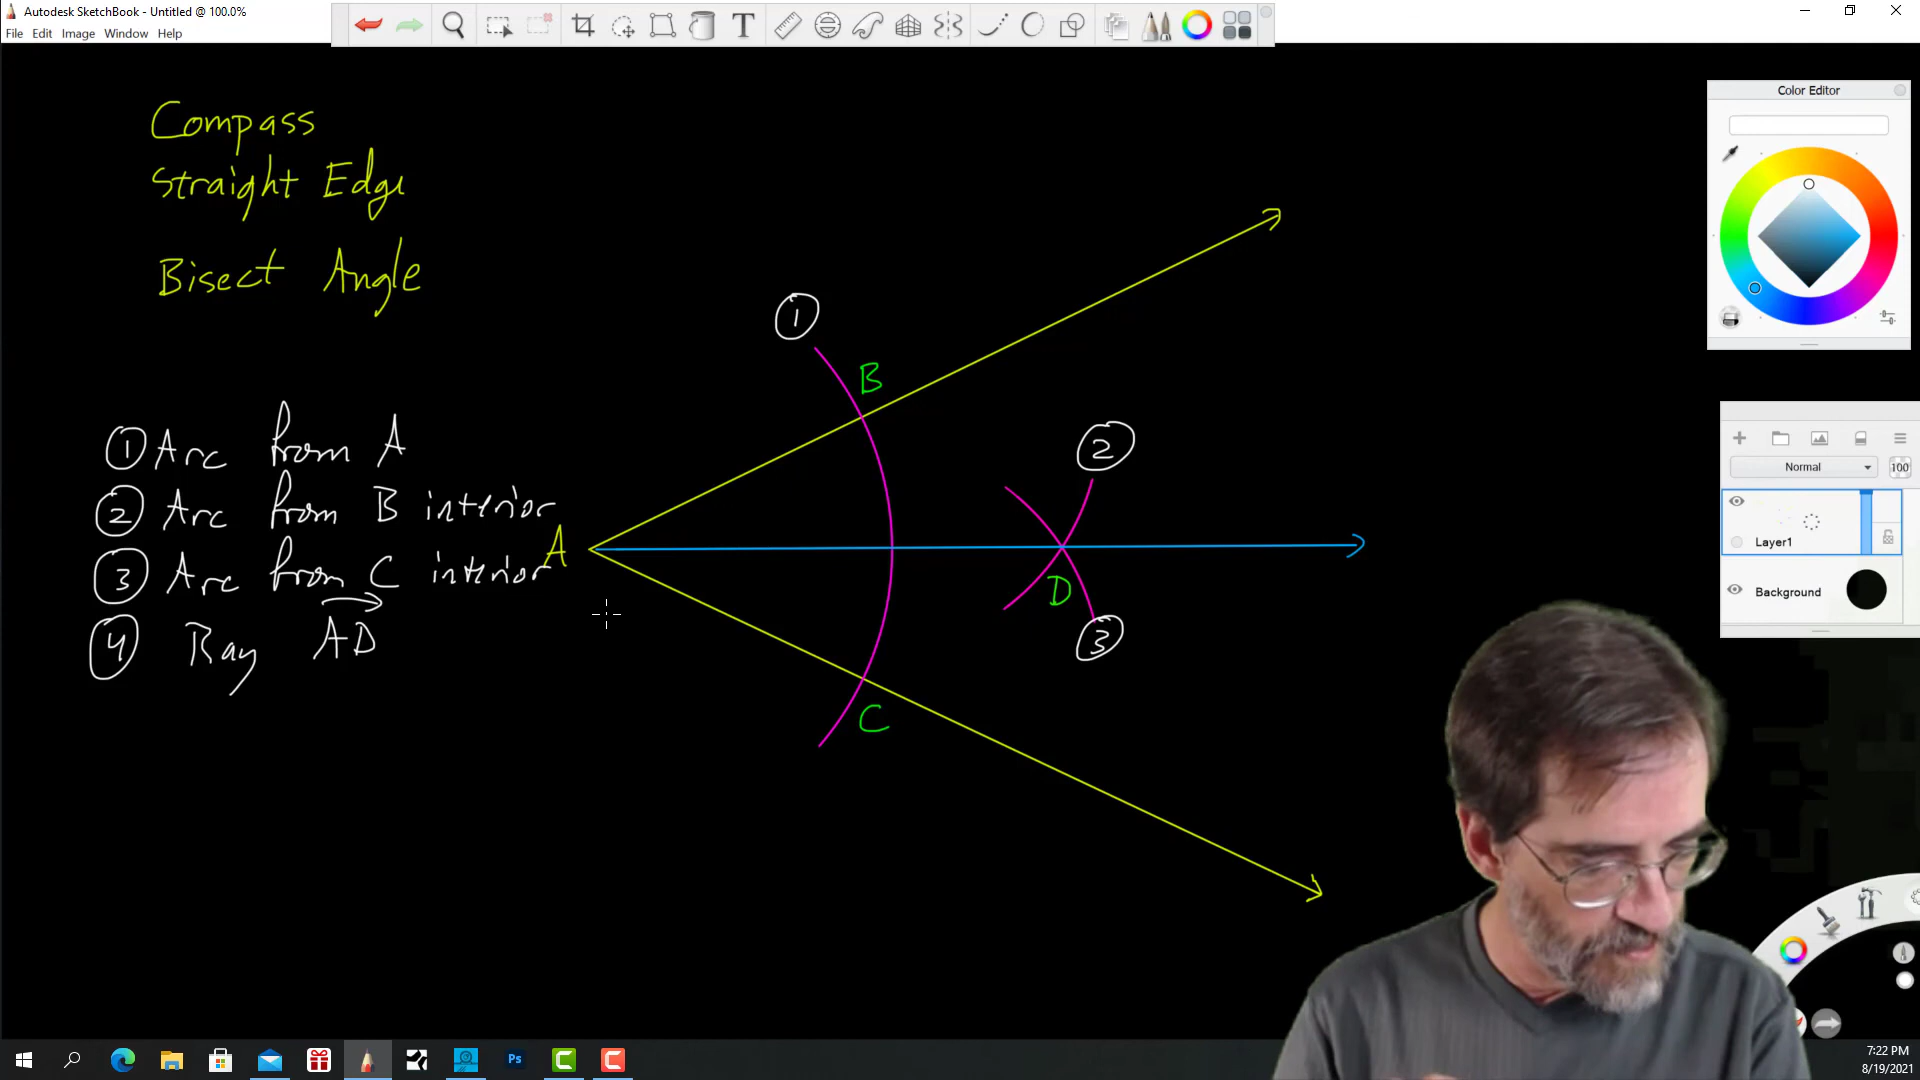 Autodesk SketchBook - Untitled @ 100.0%
File Edit Image Window Help
T
Color Editor
Compass
Straight Edge
Bisect Angle
1 B
1 Arc from A
2 Arc from B interior
3 Arc from C interior
4 Ray AD
A
2
D
3
C
Normal 100
Layer1
Background
Ps
7:22 PM
8/19/2021